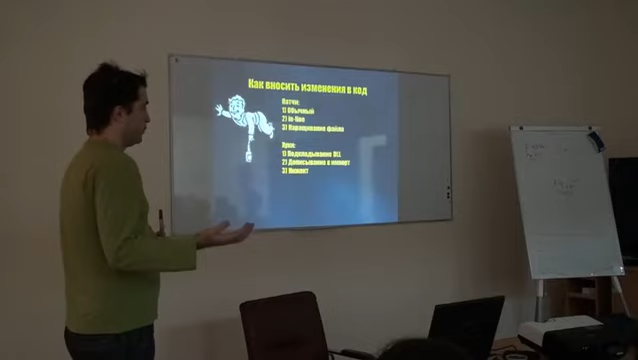 Как вносить изменения в код
Патчи:
1) Обычный
2) In-line
3) Наращивание файла
Хуки:
1) Подкладывание DLL
2) Дописывание в импорт
3) Инжект